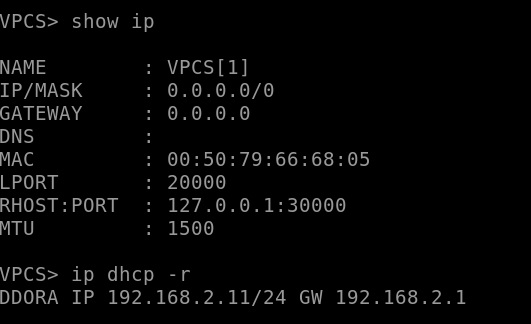 VPCS> show ip
NAME        : VPCS[1]
IP/MASK     : 0.0.0.0/0
GATEWAY     : 0.0.0.0
DNS         :
MAC         : 00:50:79:66:68:05
LPORT       : 20000
RHOST:PORT  : 127.0.0.1:30000
MTU         : 1500
VPCS> ip dhcp -r
DDORA IP 192.168.2.11/24 GW 192.168.2.1